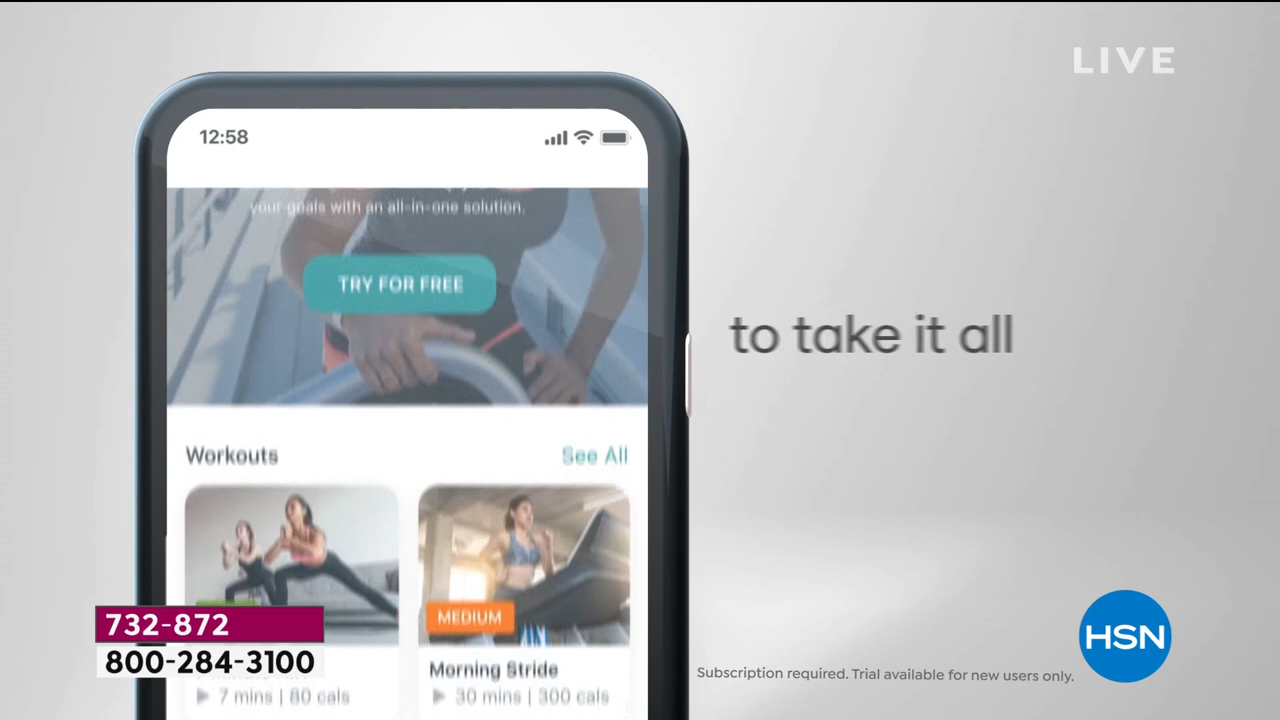 LIVE
12:58
your goals with an all-in-one solution.
TRY FOR FREE
to take it all
Workouts
See All
MEDIUM
732-872
800-284-3100
Morning Stride
7 mins | 80 cals
30 mins | 300 cals
Subscription required. Trial available for new users only.
HSN